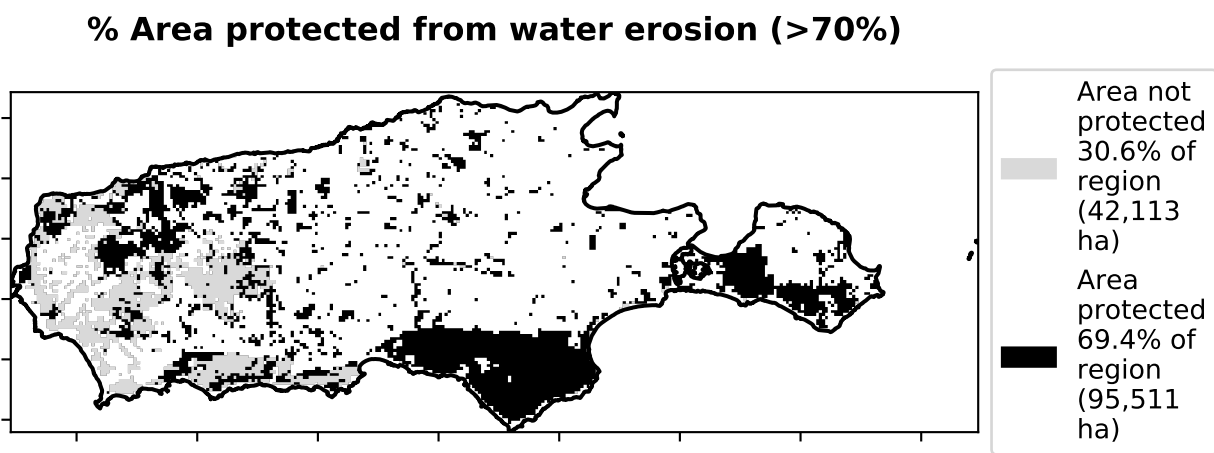 % Area protected from water erosion (>70%)
Area not
protected
30.6% of
region
(42,113
ha)
Area
protected
69.4% of
region
(95,511
ha)